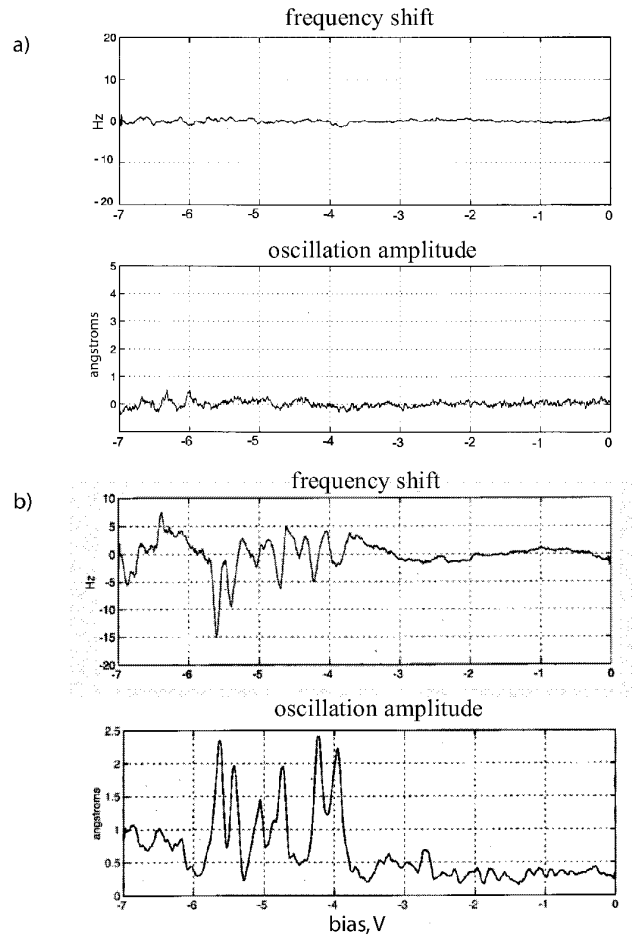 a)
frequency shift
20
10
0
-10
-20
Hz
-7 -6 -5 -4 -3 -2 -1 0
oscillation amplitude
5
4
3
2
1
0
angstroms
-7 -6 -5 -4 -3 -2 -1 0
b)
frequency shift
10
5
0
-5
-10
-15
-20
Hz
-7 -6 -5 -4 -3 -2 -1 0
oscillation amplitude
2.5
2
1.5
1
0.5
0
angstroms
-7 -6 -5 -4 -3 -2 -1 0
bias, V